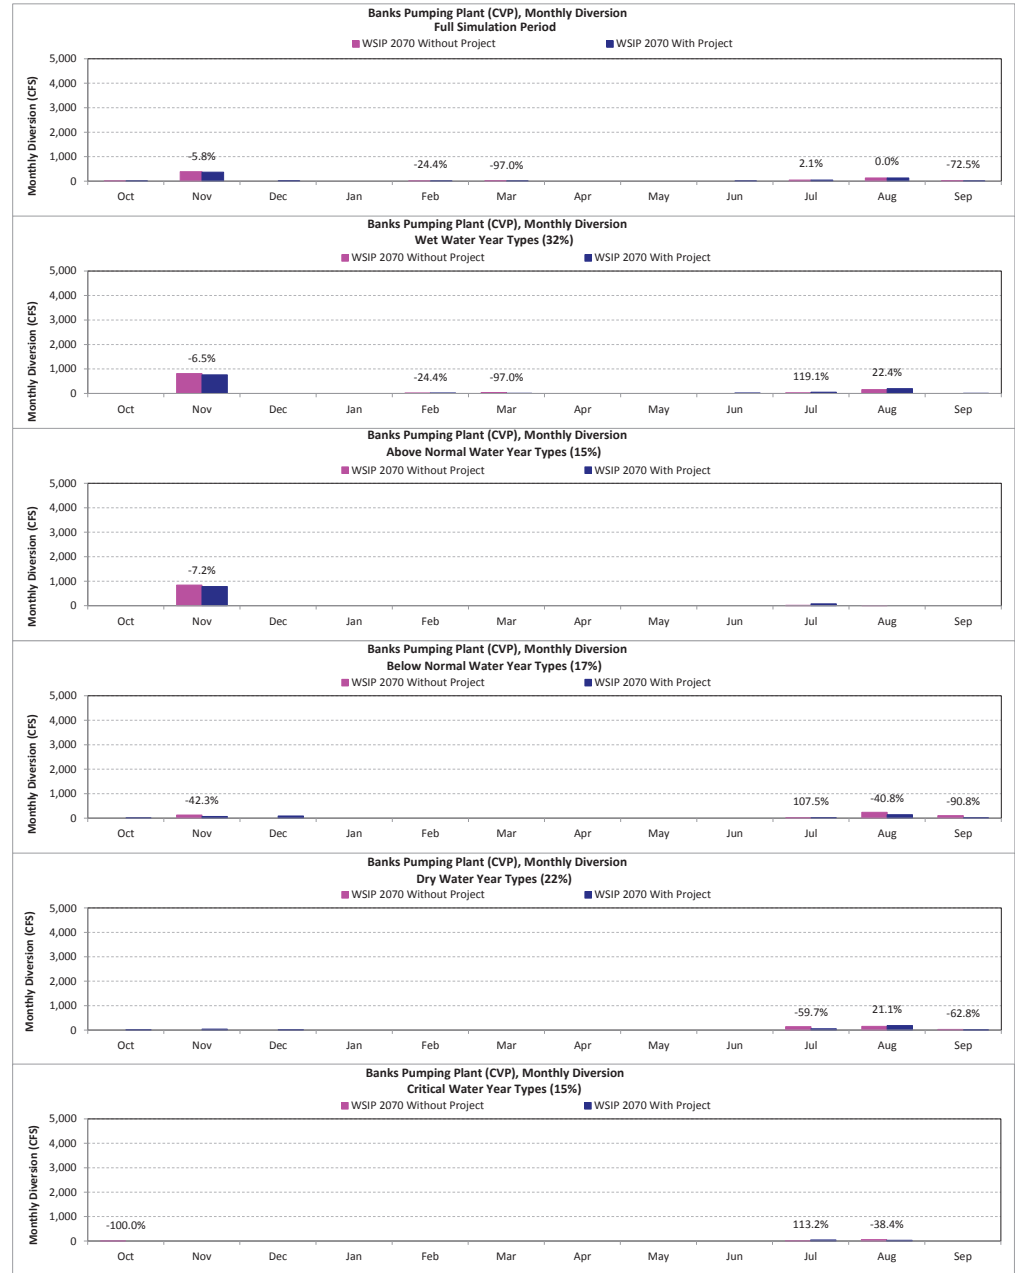 Banks Pumping Plant (CVP), Monthly Diversion
Full Simulation Period
WSIP 2070 Without Project WSIP 2070 With Project
Monthly Diversion (CFS)
5,000
4,000
3,000
2,000
1,000
0
-5.8% -24.4% -97.0% 2.1% 0.0% -72.5%
Oct Nov Dec Jan Feb Mar Apr May Jun Jul Aug Sep
Banks Pumping Plant (CVP), Monthly Diversion
Wet Water Year Types (32%)
WSIP 2070 Without Project WSIP 2070 With Project
Monthly Diversion (CFS)
5,000
4,000
3,000
2,000
1,000
0
-6.5% -24.4% -97.0% 119.1% 22.4%
Oct Nov Dec Jan Feb Mar Apr May Jun Jul Aug Sep
Banks Pumping Plant (CVP), Monthly Diversion
Above Normal Water Year Types (15%)
WSIP 2070 Without Project WSIP 2070 With Project
Monthly Diversion (CFS)
5,000
4,000
3,000
2,000
1,000
0
-7.2%
Oct Nov Dec Jan Feb Mar Apr May Jun Jul Aug Sep
Banks Pumping Plant (CVP), Monthly Diversion
Below Normal Water Year Types (17%)
WSIP 2070 Without Project WSIP 2070 With Project
Monthly Diversion (CFS)
5,000
4,000
3,000
2,000
1,000
0
-42.3% 107.5% -40.8% -90.8%
Oct Nov Dec Jan Feb Mar Apr May Jun Jul Aug Sep
Banks Pumping Plant (CVP), Monthly Diversion
Dry Water Year Types (22%)
WSIP 2070 Without Project WSIP 2070 With Project
Monthly Diversion (CFS)
5,000
4,000
3,000
2,000
1,000
0
-59.7% 21.1% -62.8%
Oct Nov Dec Jan Feb Mar Apr May Jun Jul Aug Sep
Banks Pumping Plant (CVP), Monthly Diversion
Critical Water Year Types (15%)
WSIP 2070 Without Project WSIP 2070 With Project
Monthly Diversion (CFS)
5,000
4,000
3,000
2,000
1,000
0
-100.0% 113.2% -38.4%
Oct Nov Dec Jan Feb Mar Apr May Jun Jul Aug Sep